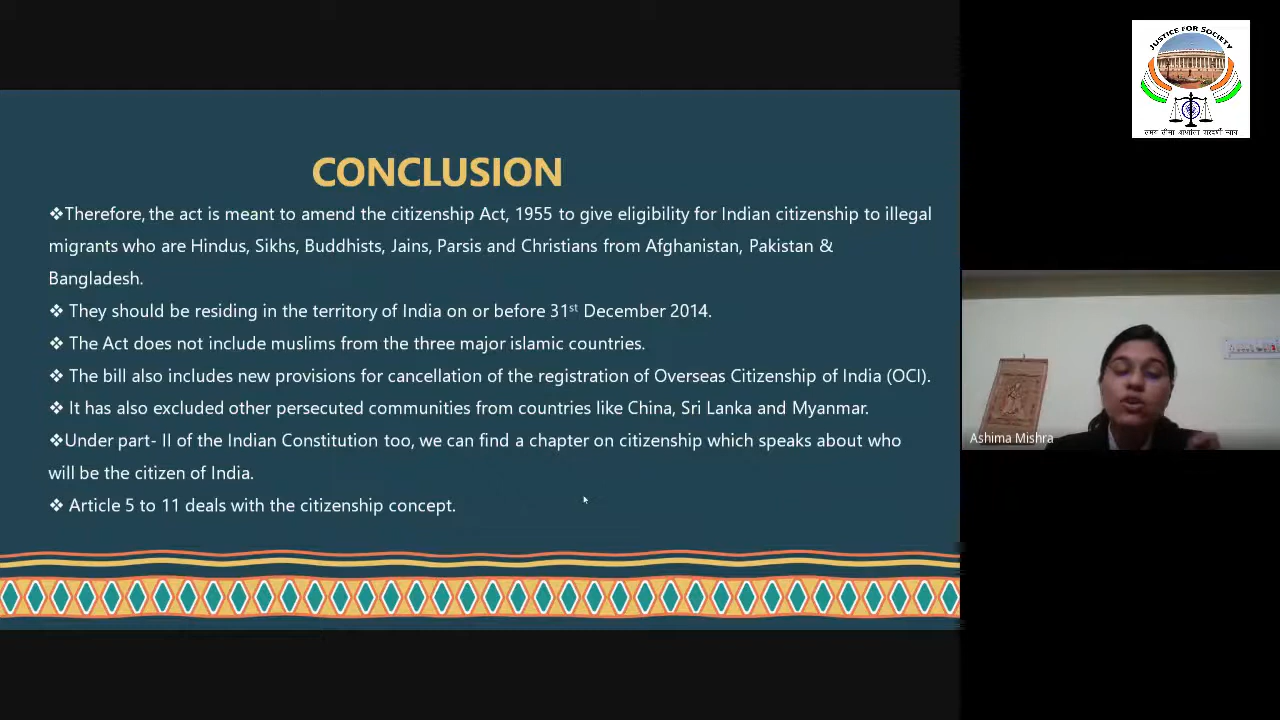 JUSTICE FOR SOCIETY
CONCLUSION
❖Therefore, the act is meant to amend the citizenship Act, 1955 to give eligibility for Indian citizenship to illegal
migrants who are Hindus, Sikhs, Buddhists, Jains, Parsis and Christians from Afghanistan, Pakistan &
Bangladesh.
❖ They should be residing in the territory of India on or before 31st December 2014.
❖ The Act does not include muslims from the three major islamic countries.
❖ The bill also includes new provisions for cancellation of the registration of Overseas Citizenship of India (OCI).
❖ It has also excluded other persecuted communities from countries like China, Sri Lanka and Myanmar.
❖Under part- II of the Indian Constitution too, we can find a chapter on citizenship which speaks about who
will be the citizen of India.
❖ Article 5 to 11 deals with the citizenship concept.
Ashima Mishra